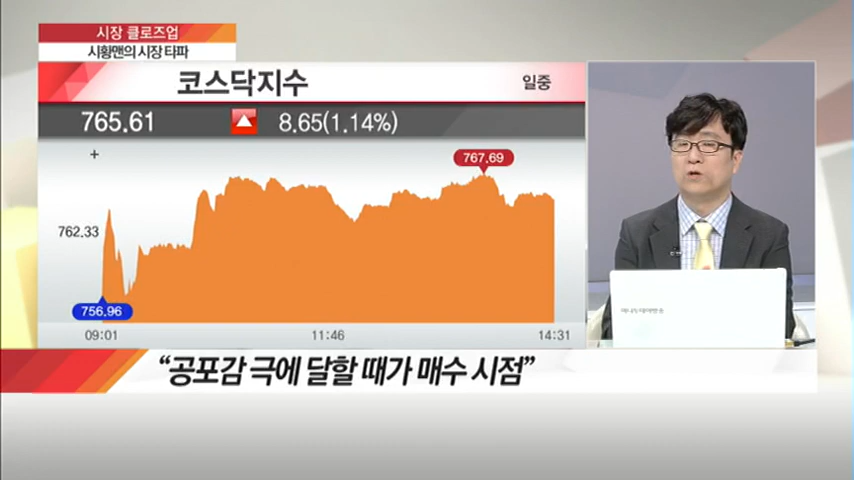 시장 클로즈업
시황맨의 시장 타파
코스닥지수
일중
765.61
8.65(1.14%)
767.69
762.33
756.96
09:01
11:46
14:31
“공포감 극에 달할 때가 매수 시점”